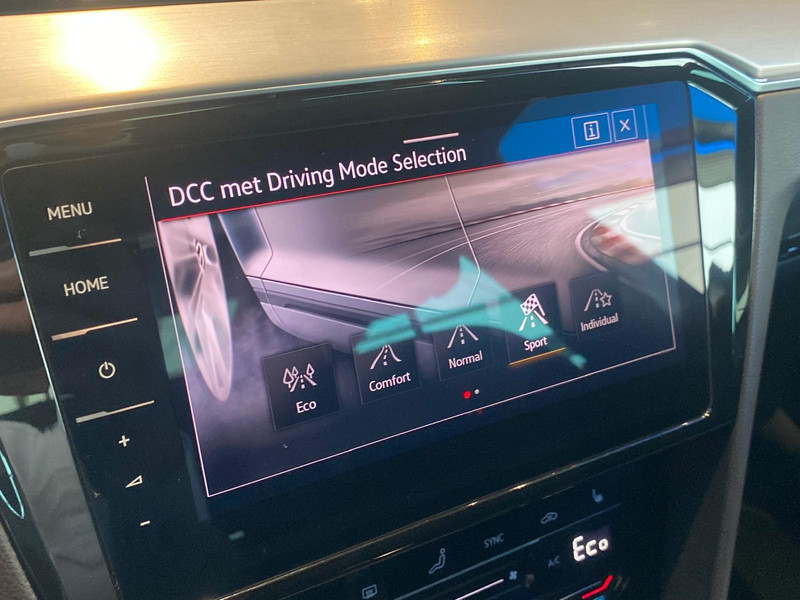 DCC met Driving Mode Selection
i X
MENU
HOME
Eco
Comfort
Normal
Sport
Individual
+
-
SYNC
A/C
Eco